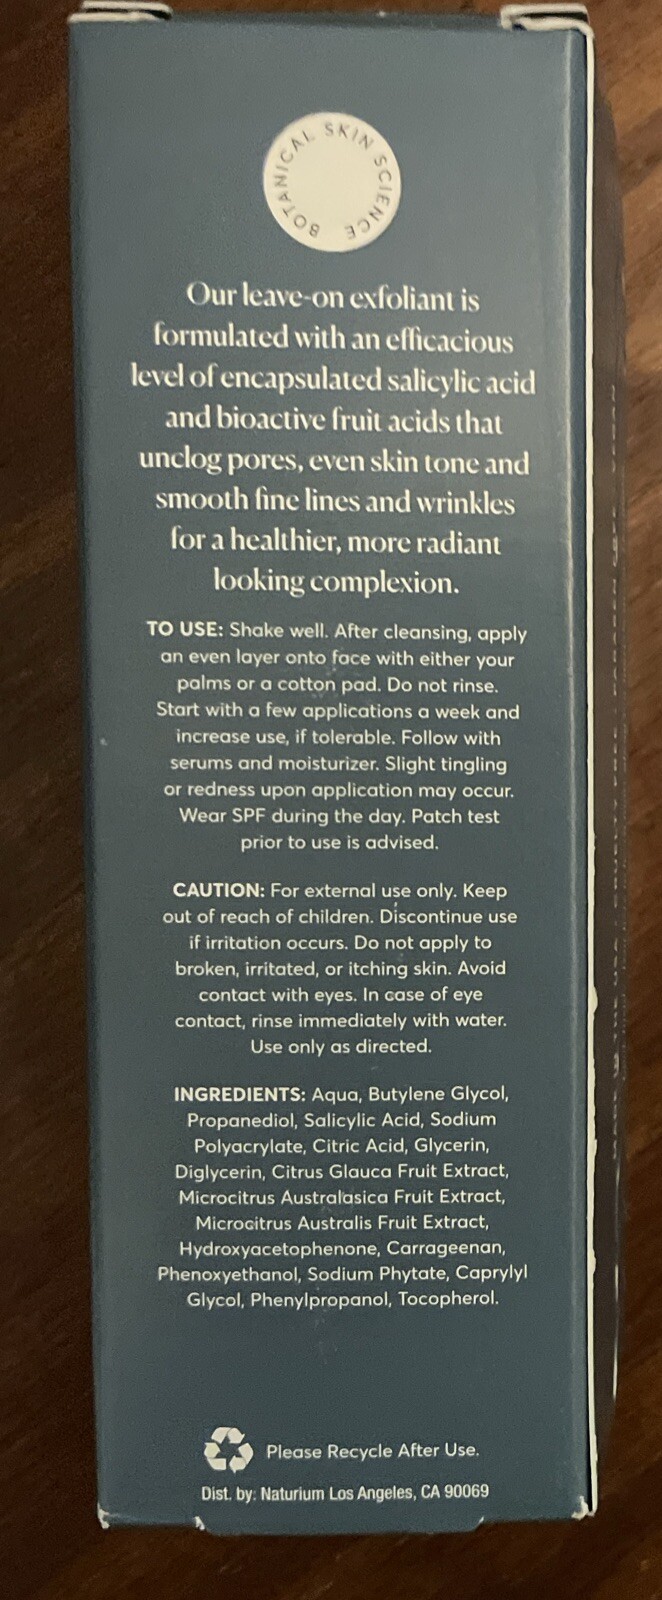 BOTANICAL SKIN SCIENCE
Our leave-on exfoliant is
formulated with an efficacious
level of encapsulated salicylic acid
and bioactive fruit acids that
unclog pores, even skin tone and
smooth fine lines and wrinkles
for a healthier, more radiant
looking complexion.
TO USE: Shake well. After cleansing, apply
an even layer onto face with either your
palms or a cotton pad. Do not rinse.
Start with a few applications a week and
increase use, if tolerable. Follow with
serums and moisturizer. Slight tingling
or redness upon application may occur.
Wear SPF during the day. Patch test
prior to use is advised.
CAUTION: For external use only. Keep
out of reach of children. Discontinue use
if irritation occurs. Do not apply to
broken, irritated, or itching skin. Avoid
contact with eyes. In case of eye
contact, rinse immediately with water.
Use only as directed.
INGREDIENTS: Aqua, Butylene Glycol,
Propanediol, Salicylic Acid, Sodium
Polyacrylate, Citric Acid, Glycerin,
Diglycerin, Citrus Glauca Fruit Extract,
Microcitrus Australasica Fruit Extract,
Microcitrus Australis Fruit Extract,
Hydroxyacetophenone, Carrageenan,
Phenoxyethanol, Sodium Phytate, Caprylyl
Glycol, Phenylpropanol, Tocopherol.
Please Recycle After Use.
Dist. by: Naturium Los Angeles, CA 90069